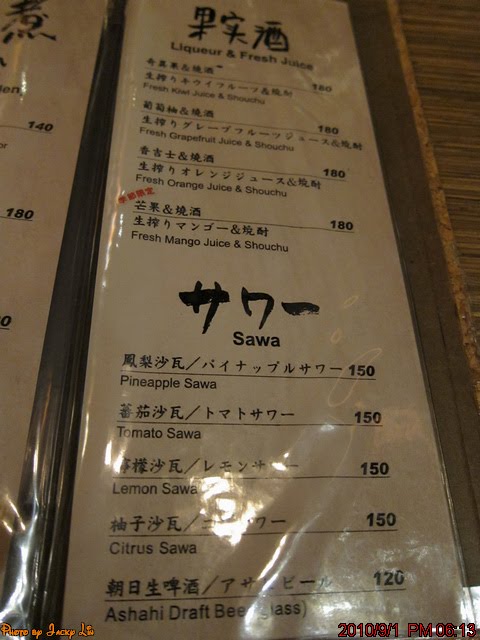 煮
140
180
果実酒
Liqueur & Fresh Juice
奇異果&燒酒
生搾りキウイフルーツ&焼酎 180
Fresh Kiwi Juice & Shouchu
葡萄柚&燒酒
生搾りグレープフルーツジュース&焼酎 180
Fresh Grapefruit Juice & Shouchu
香吉士&燒酒
生搾りオレンジジュース&焼酎 180
Fresh Orange Juice & Shouchu
季節限定
芒果&燒酒
生搾りマンゴー&焼酎 180
Fresh Mango Juice & Shouchu
サワー
Sawa
鳳梨沙瓦/パイナップルサワー 150
Pineapple Sawa
蕃茄沙瓦/トマトサワー 150
Tomato Sawa
檸檬沙瓦/レモンサワー 150
Lemon Sawa
柚子沙瓦/ 150
Citrus Sawa
朝日生啤酒/アサヒビール 120
Ashahi Draft Beer
Photo by Jacky Lin
2010/9/1 PM 06:13